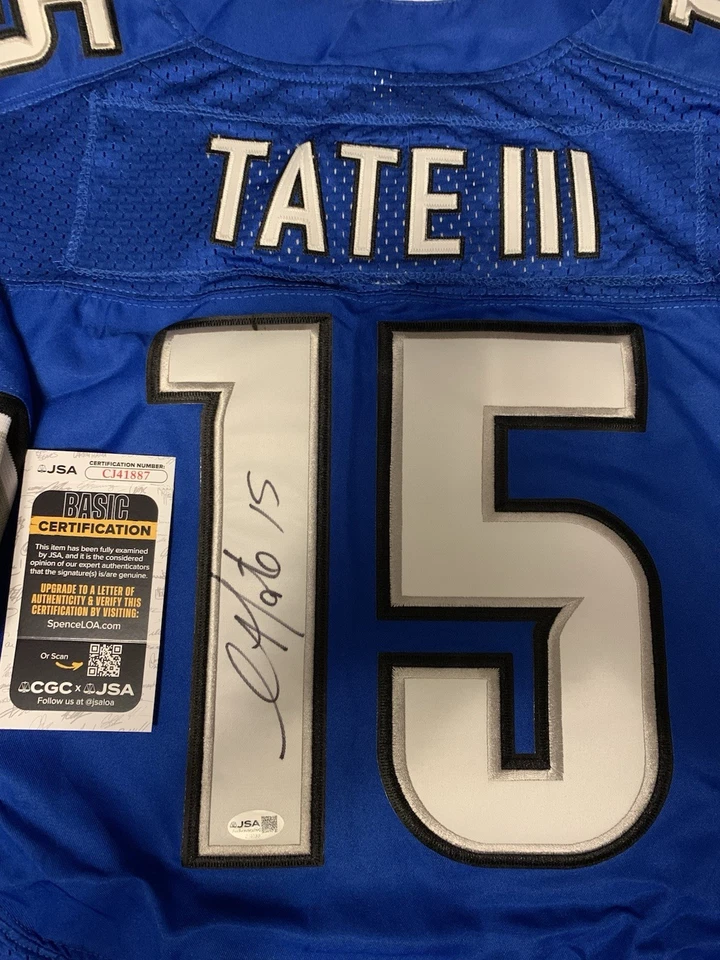 TATE III
15
JSA
CERTIFICATION NUMBER:
CJ41887
BASIC
CERTIFICATION
This item has been fully examined
by JSA, and it is the considered
opinion of our expert authenticators
that the signature(s) is/are genuine.
UPGRADE TO A LETTER OF
AUTHENTICITY & VERIFY THIS
CERTIFICATION BY VISITING:
SpenceLOA.com
Or Scan
CGC x JSA
Follow us at @jsaloa
15
JSA